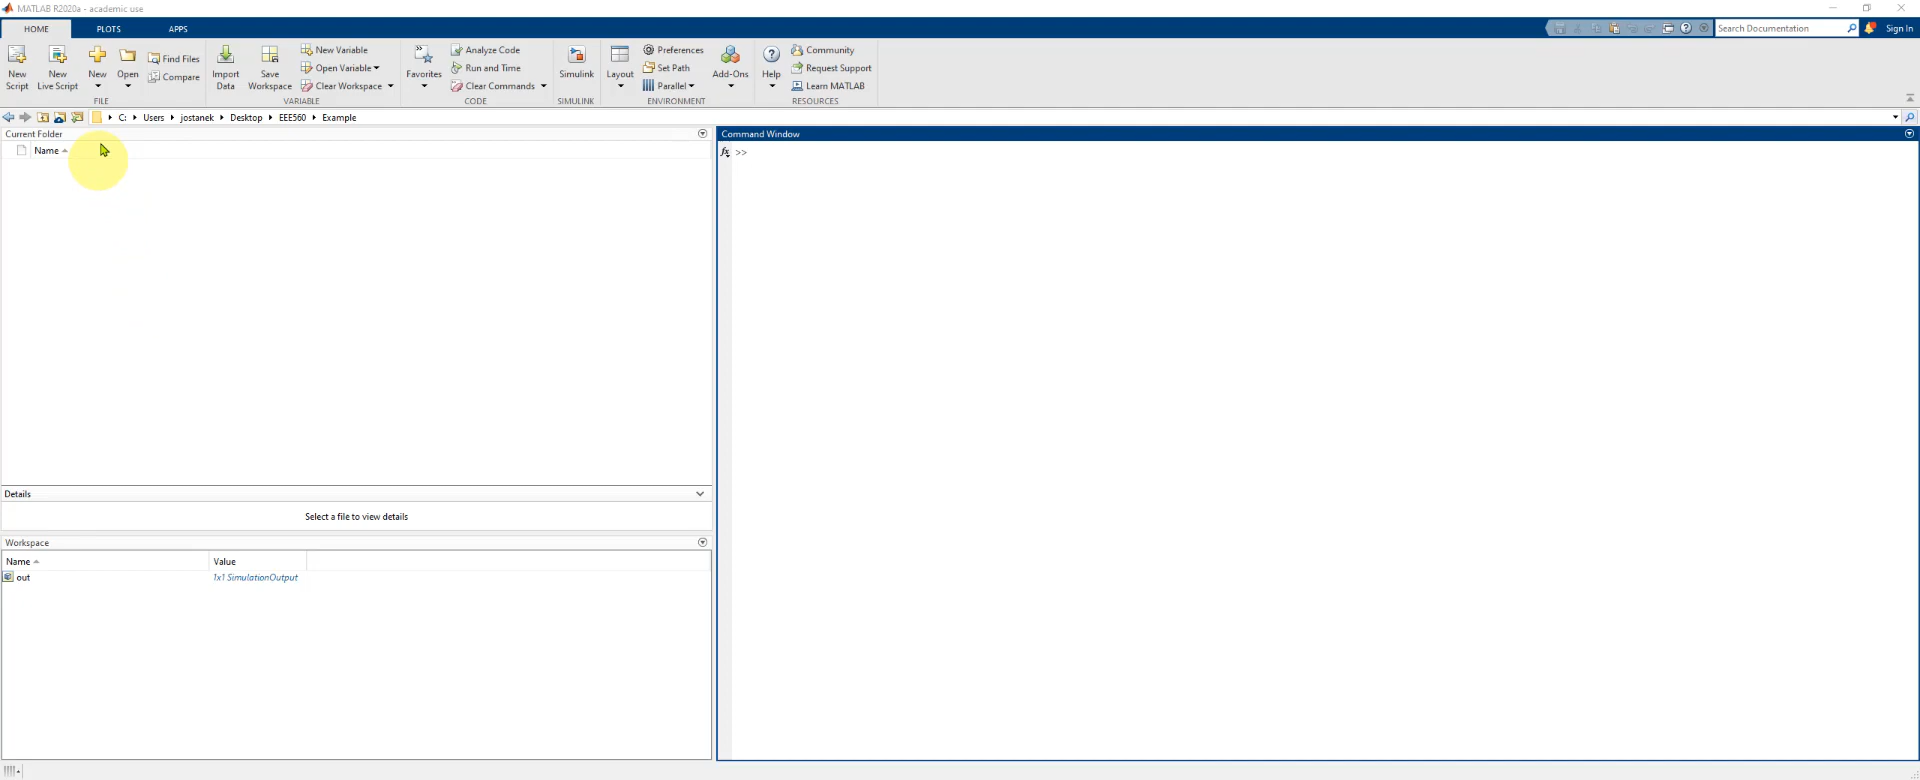 MATLAB R2020a - academic use
HOME PLOTS APPS
Search Documentation Sign In
New Script
New Live Script
New
Open
Find Files
Compare
FILE
Import Data
Save Workspace
New Variable
Open Variable
Clear Workspace
VARIABLE
Favorites
Analyze Code
Run and Time
Clear Commands
CODE
Simulink
SIMULINK
Layout
Preferences
Set Path
Parallel
Add-Ons
ENVIRONMENT
Help
Community
Request Support
Learn MATLAB
RESOURCES
C: Users jostanek Desktop EEE560 Example
Current Folder
Name
Details
Select a file to view details
Workspace
Name Value
out 1x1 SimulationOutput
Command Window
fx >>